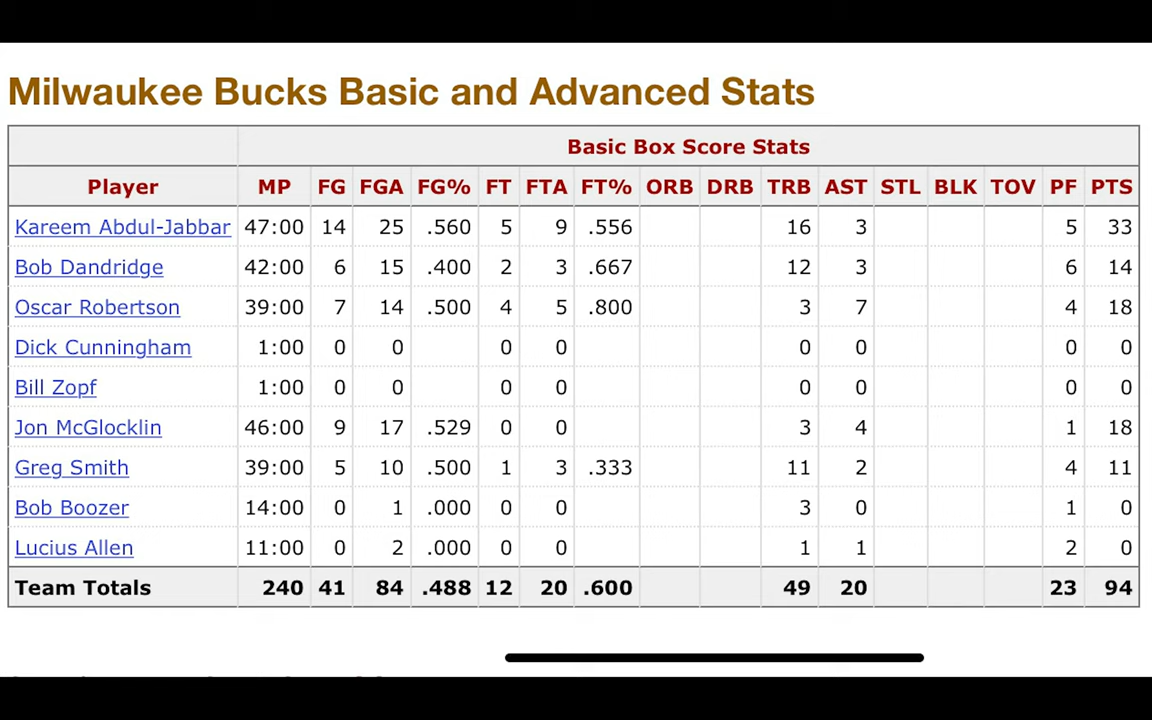 Milwaukee Bucks Basic and Advanced Stats
Basic Box Score Stats
Player MP FG FGA FG% FT FTA FT% ORB DRB TRB AST STL BLK TOV PF PTS
Kareem Abdul-Jabbar 47:00 14 25 .560 5 9 .556 16 3 5 33
Bob Dandridge 42:00 6 15 .400 2 3 .667 12 3 6 14
Oscar Robertson 39:00 7 14 .500 4 5 .800 3 7 4 18
Dick Cunningham 1:00 0 0 0 0 0 0 0 0
Bill Zopf 1:00 0 0 0 0 0 0 0 0
Jon McGlocklin 46:00 9 17 .529 0 0 3 4 1 18
Greg Smith 39:00 5 10 .500 1 3 .333 11 2 4 11
Bob Boozer 14:00 0 1 .000 0 0 3 0 1 0
Lucius Allen 11:00 0 2 .000 0 0 1 1 2 0
Team Totals 240 41 84 .488 12 20 .600 49 20 23 94